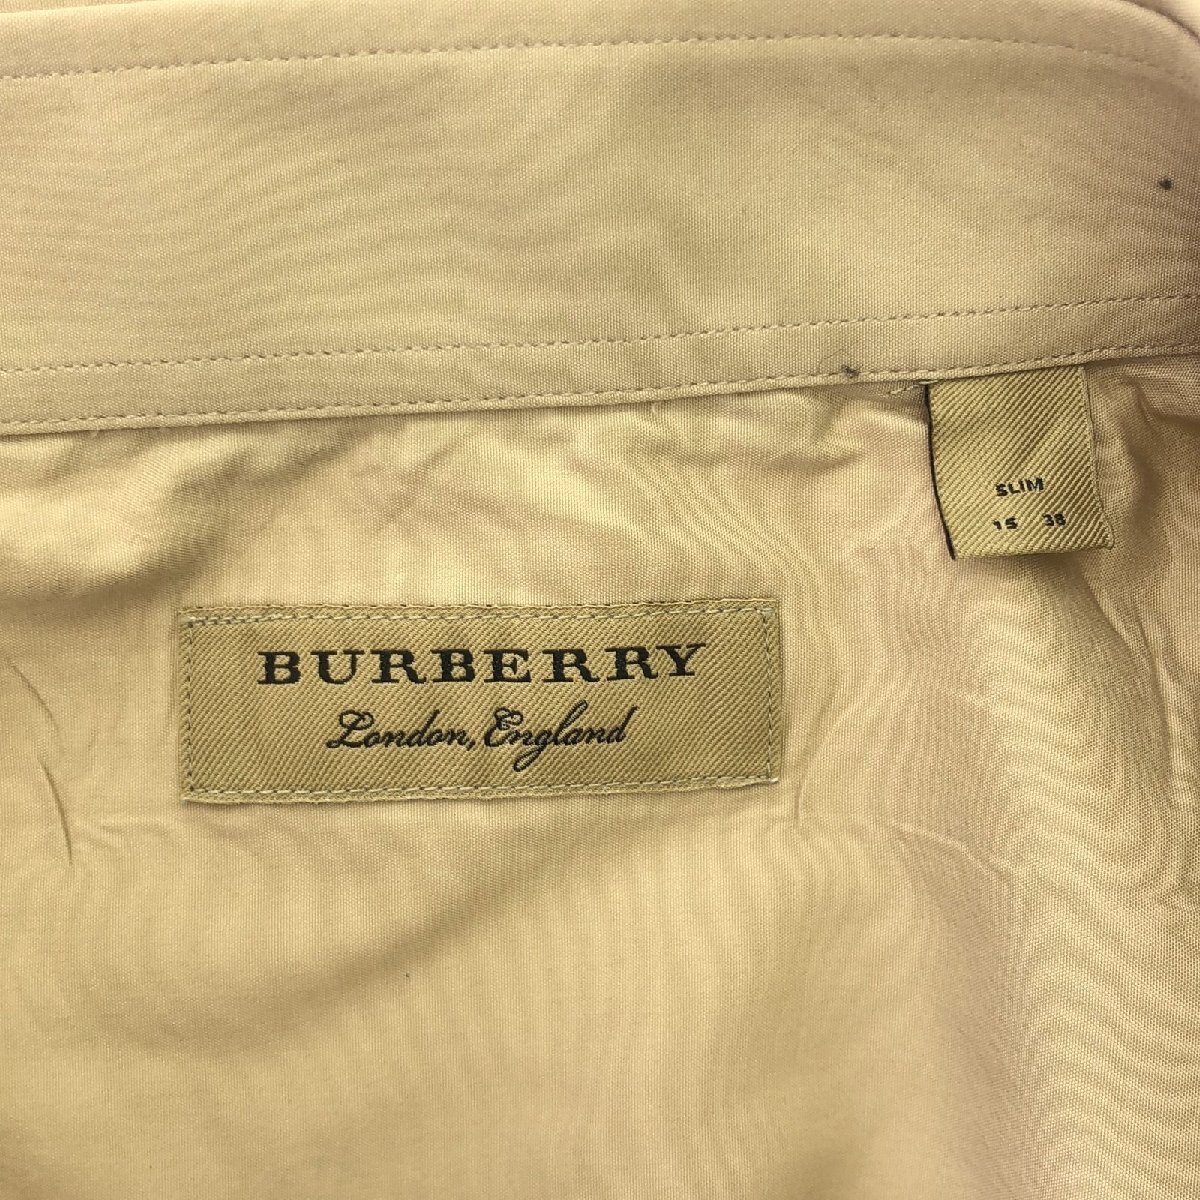 SLIM
15 38
BURBERRY
London, England